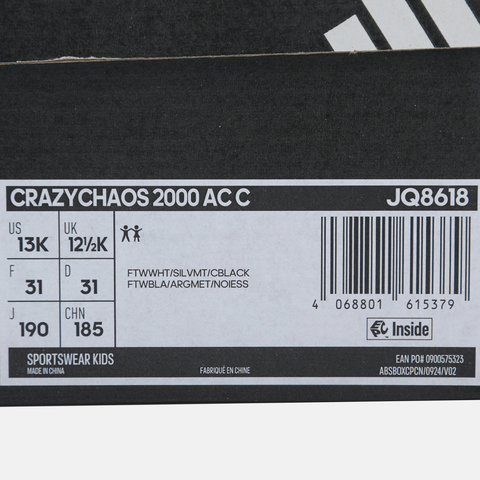 CRAZYCHAOS 2000 AC C JQ8618
US 13K UK 12½K
F 31 D 31
J 190 CHN 185
FTWWHT/SILVMT/CBLACK
FTWBLA/ARGMET/NOIESS
4 068801 615379
Inside
SPORTSWEAR KIDS EAN PO# 0900575323
MADE IN CHINA FABRIQUÉ EN CHINE ABSBOXCPCN/0924/V02